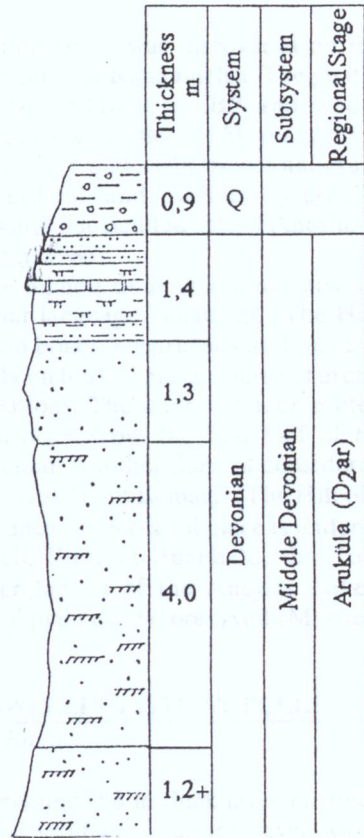 Thickness
m
System
Subsystem
Regional Stage
0,9
Q
1,4
1,3
4,0
1,2+
Devonian
Middle Devonian
Arukula (D2ar)